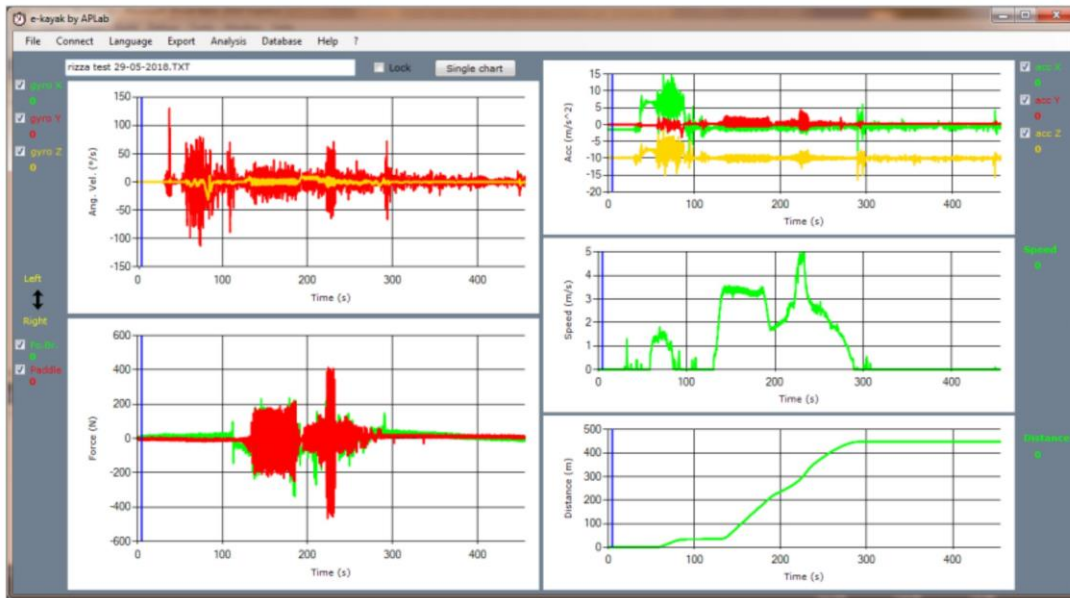 e-kayak by APLab
File Connect Language Export Analysis Database Help ?
rizza test 29-05-2018.TXT Lock Single chart
gyro X
0
gyro Y
0
gyro Z
0
Ang. Vel. (°/s)
150
100
50
0
-50
-100
-150
0 100 200 300 400
Time (s)
Left
Right
Fo.Br.
0
Paddle
0
Force (N)
600
400
200
0
-200
-400
-600
0 100 200 300 400
Time (s)
Acc (m/s^2)
15
10
5
0
-5
-10
-15
-20
0 100 200 300 400
Time (s)
acc X
0
acc Y
0
acc Z
0
Speed (m/s)
5
4
3
2
1
0
0 100 200 300 400
Time (s)
Speed
0
Distance (m)
500
400
300
200
100
0
0 100 200 300 400
Time (s)
Distance
0